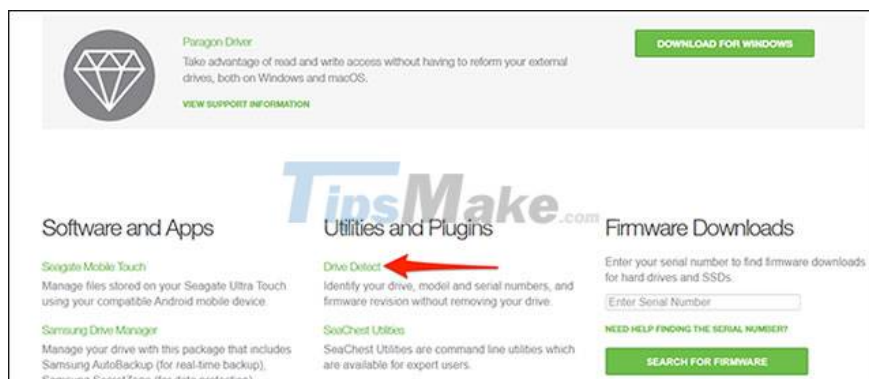 Paragon Driver
DOWNLOAD FOR WINDOWS
Take advantage of read and write access without having to reform your external
drives, both on Windows and macOS.
VIEW SUPPORT INFORMATION
TipsMake.com
Software and Apps
Seagate Mobile Touch
Manage files stored on your Seagate Ultra Touch
using your compatible Android mobile device.
Samsung Drive Manager
Manage your drive with this package that includes
Samsung AutoBackup (for real-time backup),
Samsung SecretZone (for data protection)
Utilities and Plugins
Drive Detect
Identify your drive, model and serial numbers, and
firmware revision without removing your drive.
SeaChest Utilities
SeaChest Utilities are command line utilities which
are available for expert users.
Firmware Downloads
Enter your serial number to find firmware downloads
for hard drives and SSDs.
Enter Serial Number
NEED HELP FINDING THE SERIAL NUMBER?
SEARCH FOR FIRMWARE